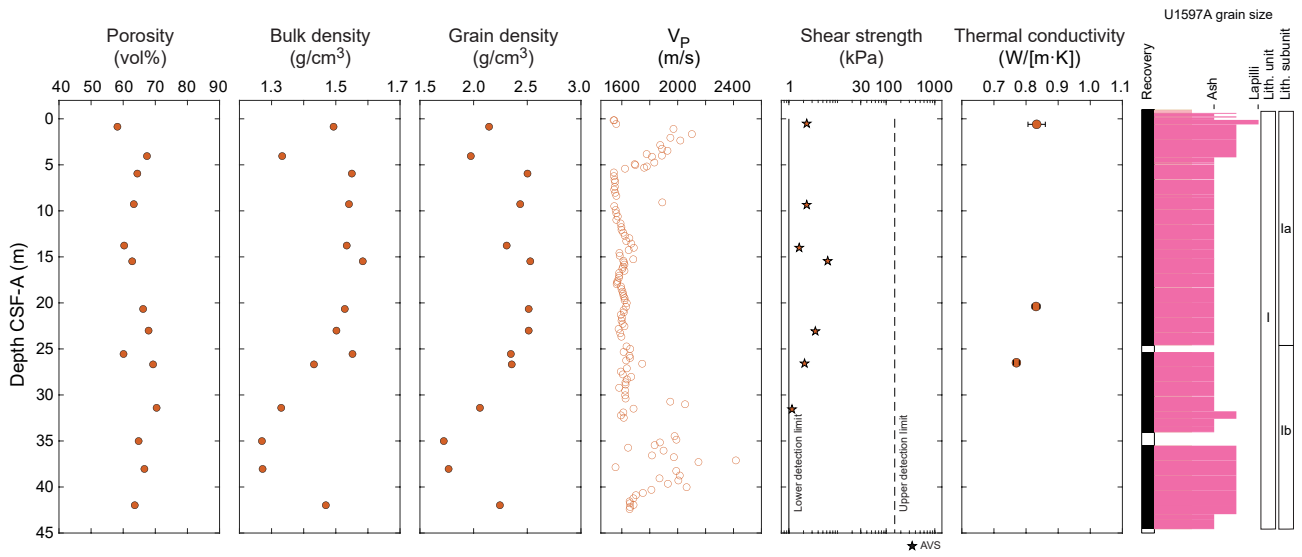 U1597A grain size
Porosity
(vol%)
Bulk density
(g/cm³)
Grain density
(g/cm³)
VP
(m/s)
Shear strength
(kPa)
Thermal conductivity
(W/[m·K])
Recovery
Ash
Lapilli
Lith. unit
Lith. subunit
40 50 60 70 80 90
1.3 1.5 1.7
1.5 2.0 2.5 3.0
1600 2000 2400
1 30 100 1000
0.7 0.8 0.9 1.0 1.1
Depth CSF-A (m)
0
5
10
15
20
25
30
35
40
45
Lower detection limit
Upper detection limit
I
Ia
Ib
★ AVS